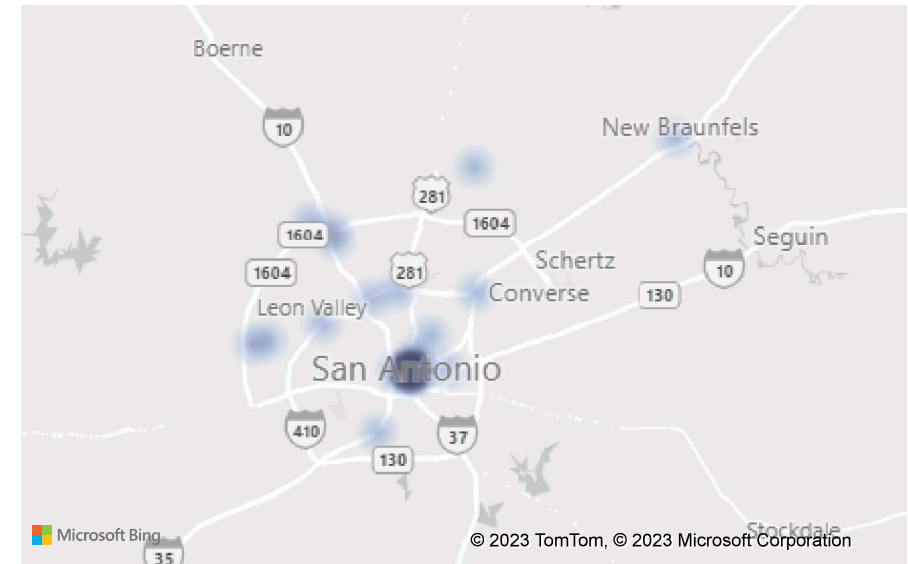 Boerne
10
New Braunfels
281
1604
1604
Seguin
Schertz
1604
281
10
Converse
130
Leon Valley
San Antonio
410
37
130
Stockdale
Microsoft Bing
© 2023 TomTom, © 2023 Microsoft Corporation
35